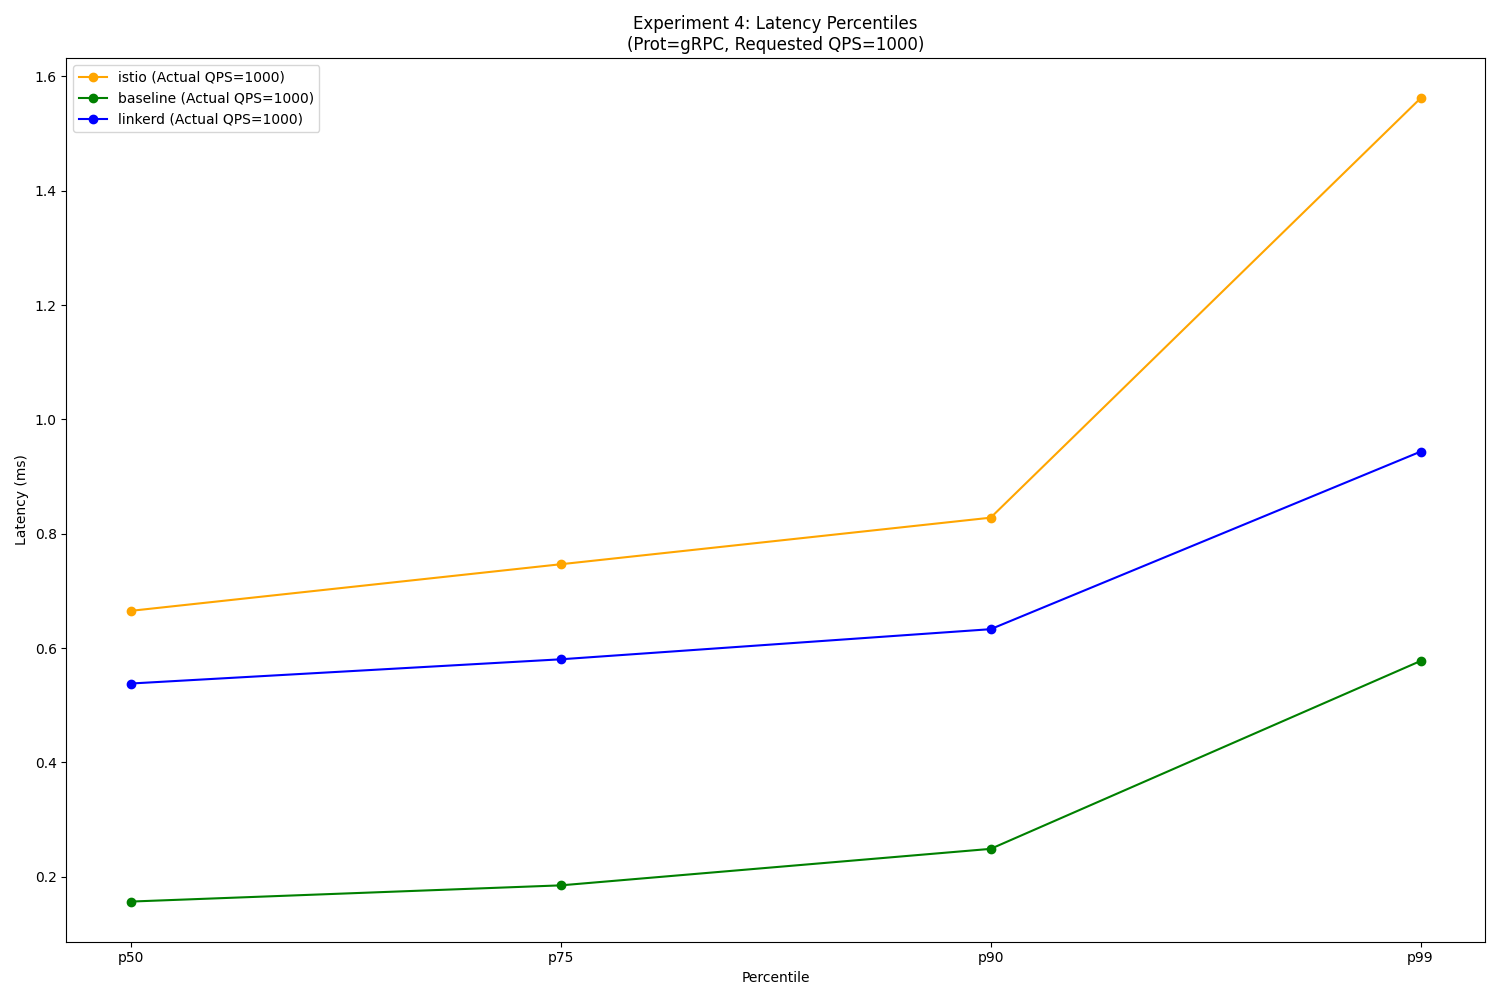 Experiment 4: Latency Percentiles
(Prot=gRPC, Requested QPS=1000)
istio (Actual QPS=1000)
baseline (Actual QPS=1000)
linkerd (Actual QPS=1000)
1.6
1.4
1.2
1.0
0.8
0.6
0.4
0.2
Latency (ms)
p50
p75
p90
p99
Percentile